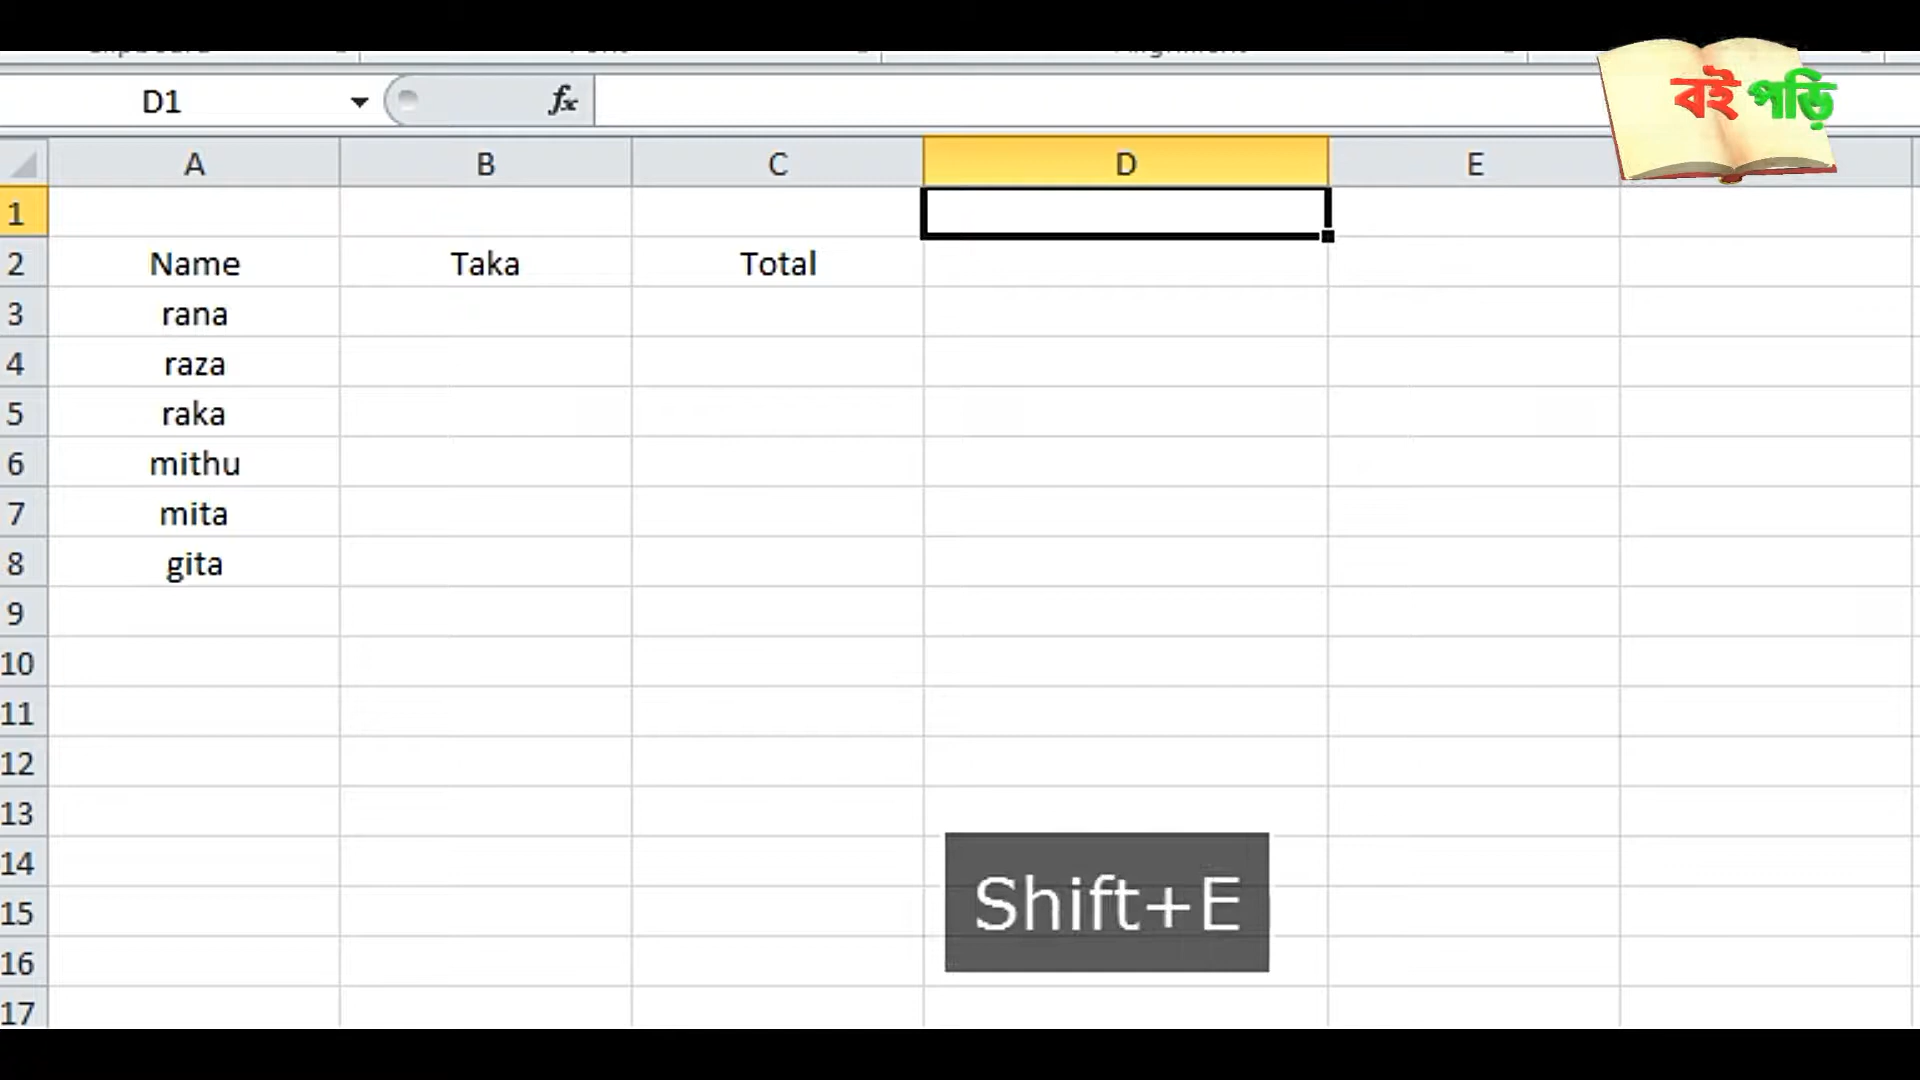 D1
fx
বই পড়ি
A B C D E
1
2 Name Taka Total
3 rana
4 raza
5 raka
6 mithu
7 mita
8 gita
9
10
11
12
13
14
15
16
17
Shift+E